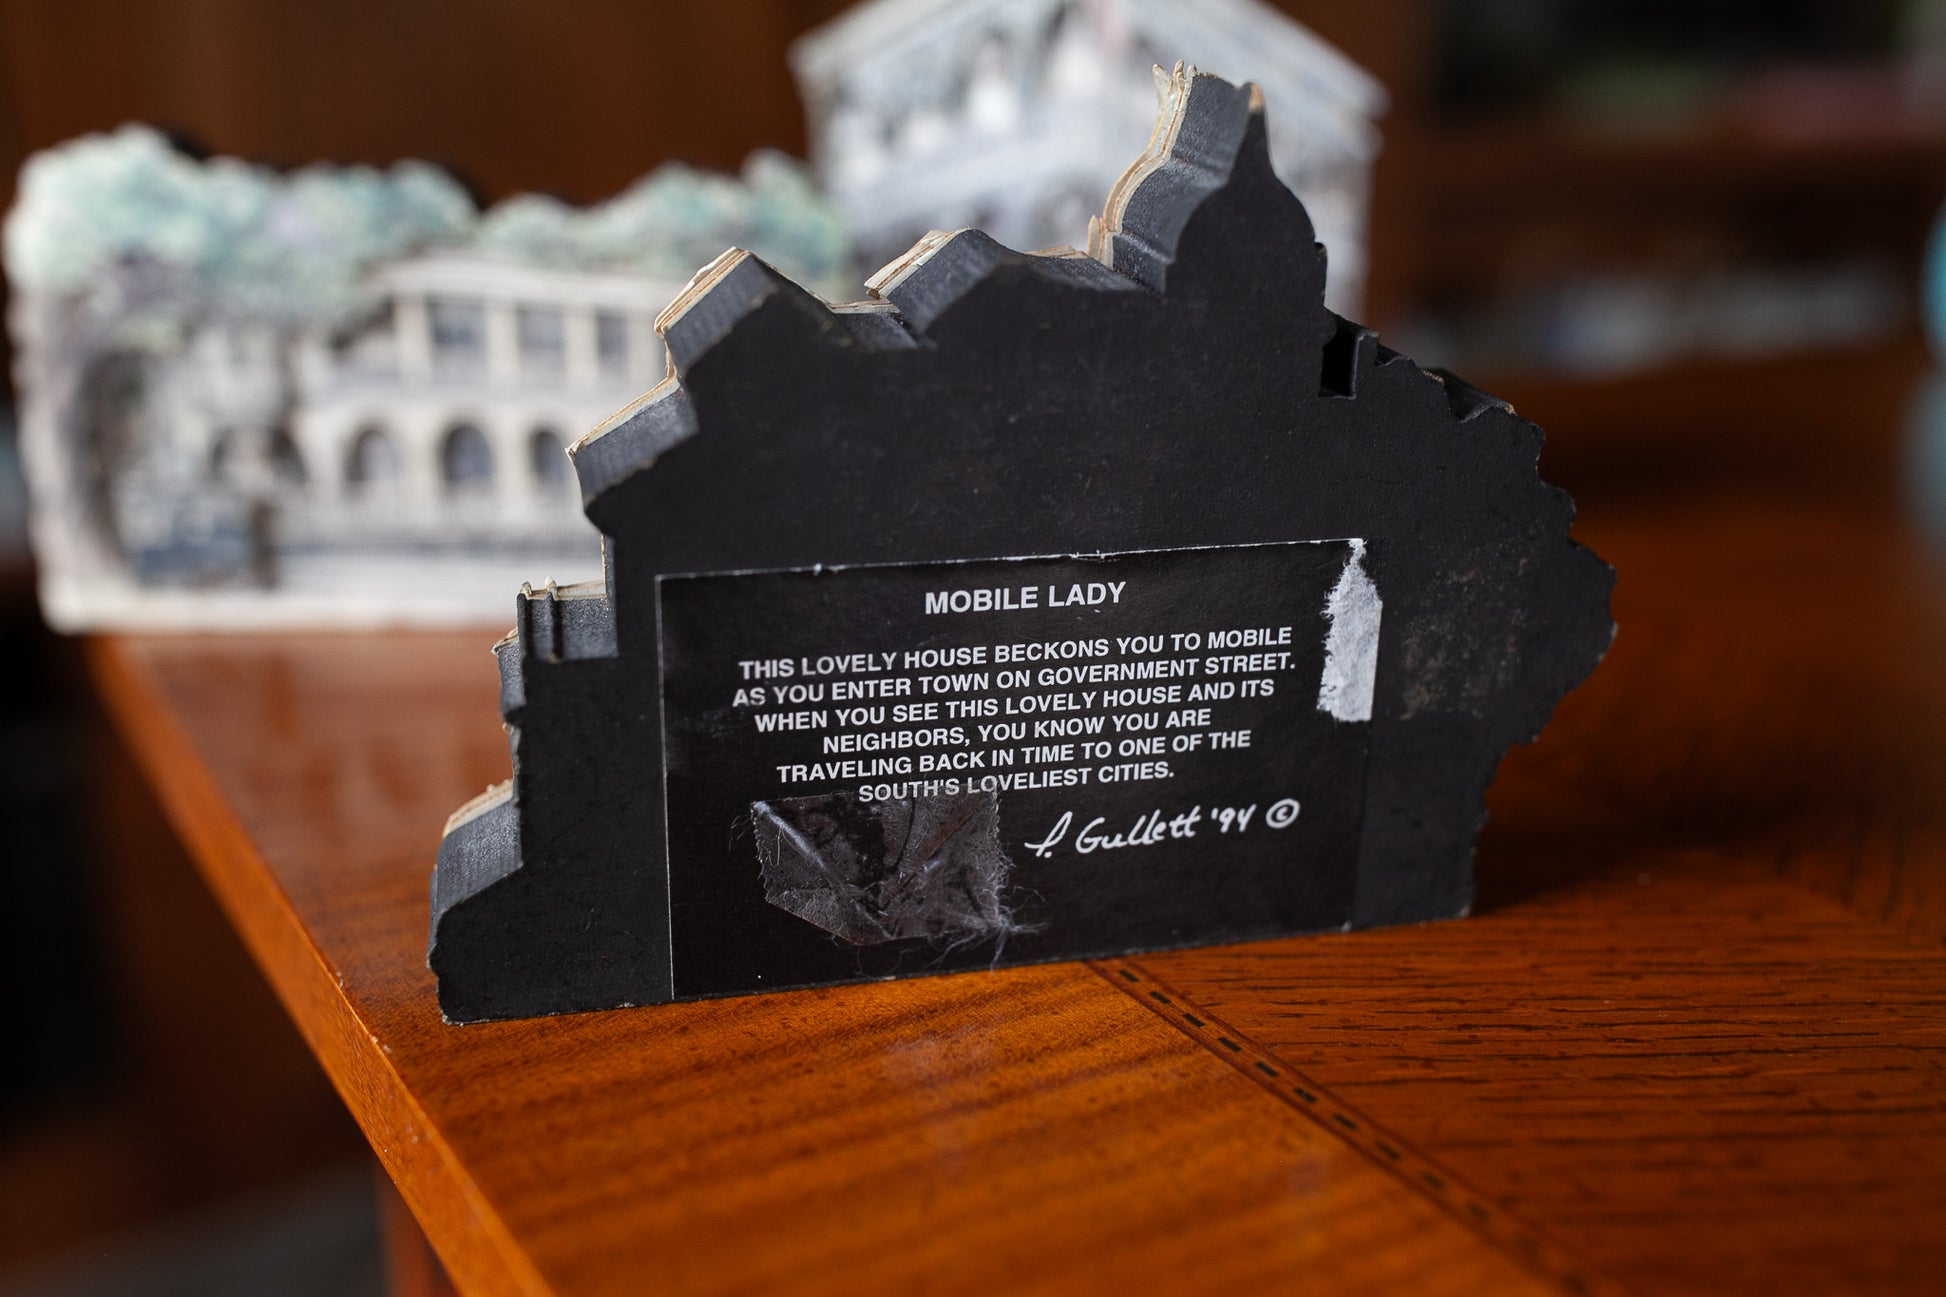 MOBILE LADY
THIS LOVELY HOUSE BECKONS YOU TO MOBILE
AS YOU ENTER TOWN ON GOVERNMENT STREET.
WHEN YOU SEE THIS LOVELY HOUSE AND ITS
NEIGHBORS, YOU KNOW YOU ARE
TRAVELING BACK IN TIME TO ONE OF THE
SOUTH'S LOVELIEST CITIES.
P. Gullett '94 ©